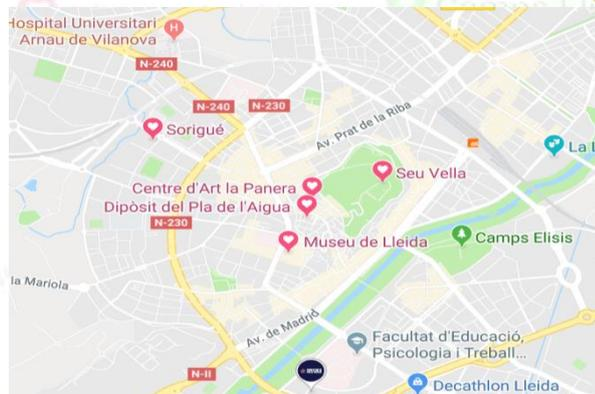 Hospital Universitari
Arnau de Vilanova
H
N-240
N-240
N-230
Av. Prat de la Riba
Sorigué
La
Seu Vella
Centre d'Art la Panera
Dipòsit del Pla de l'Aigua
N-230
Museu de Lleida
Camps Elisis
la Mariola
Av. de Madrid
Facultat d'Educació,
Psicologia i Treball...
N-II
Decathlon Lleida